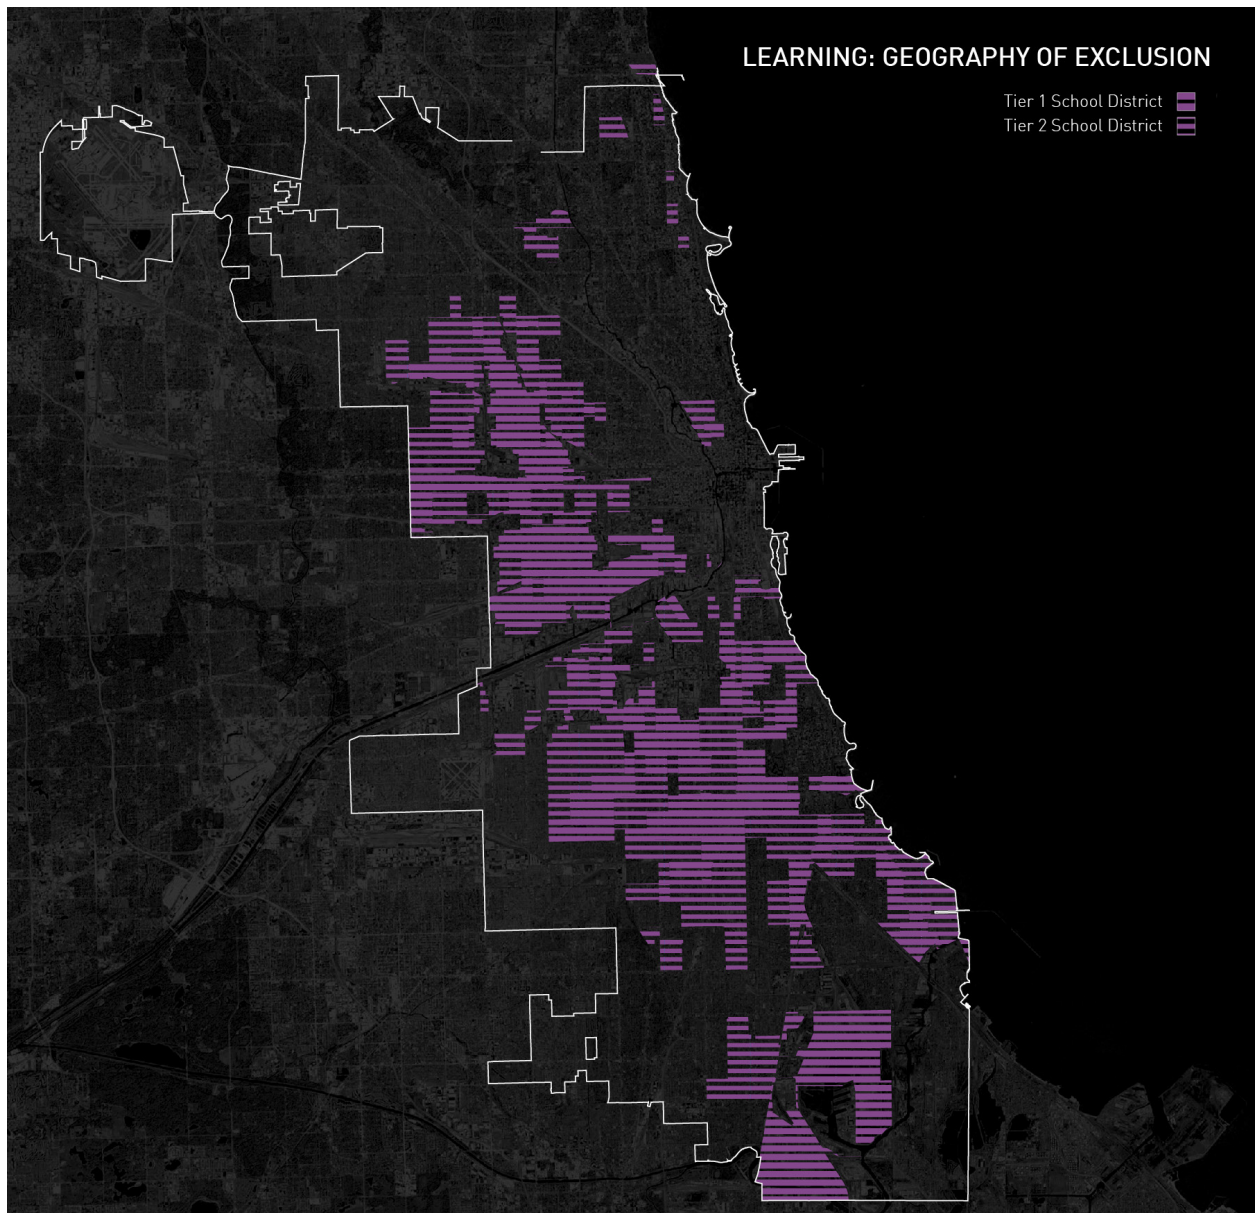 LEARNING: GEOGRAPHY OF EXCLUSION
Tier 1 School District
Tier 2 School District